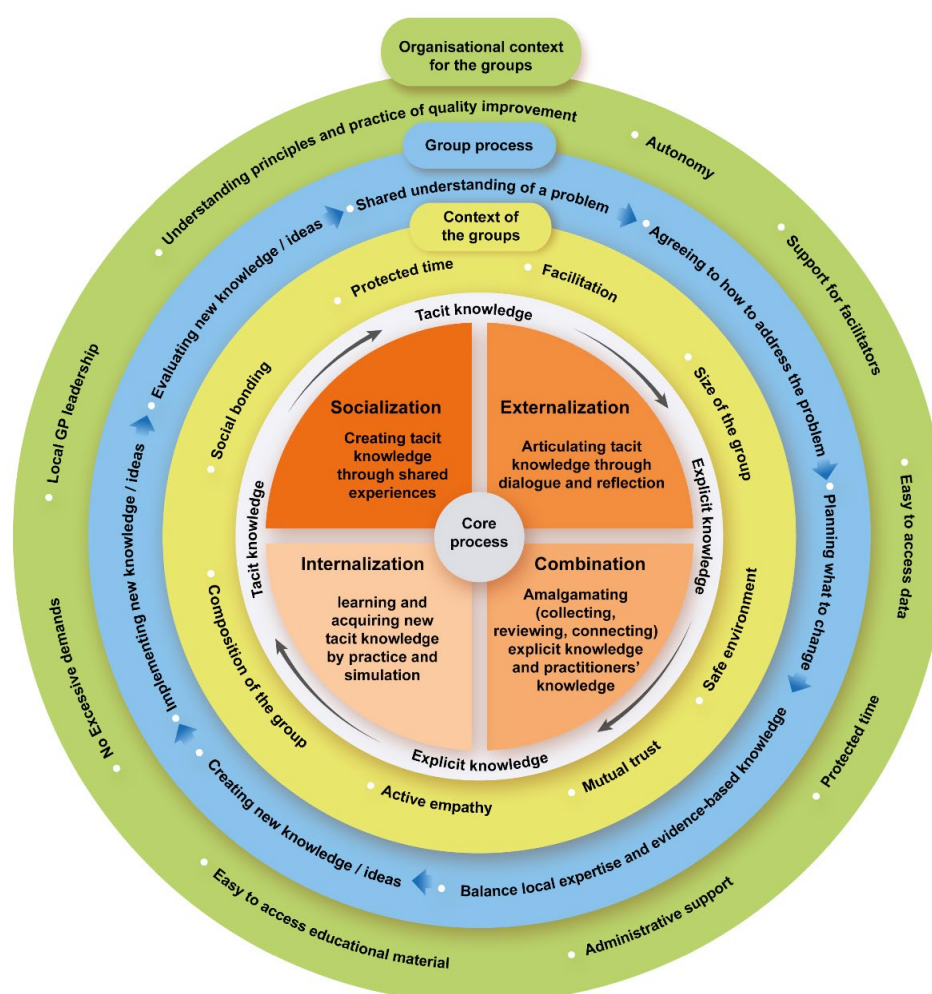 Organisational context
for the groups
Understanding principles and practice of quality improvement
Autonomy
Support for facilitators
Easy to access data
Protected time
Administrative support
Easy to access educational material
No Excessive demands
Local GP leadership
Group process
Shared understanding of a problem
Agreeing to how to address the problem
Planning what to change
Balance local expertise and evidence-based knowledge
Creating new knowledge / ideas
Implementing new knowledge / ideas
Evaluating new knowledge / ideas
Context of
the groups
Protected time
Facilitation
Size of the group
Safe environment
Mutual trust
Active empathy
Composition of the group
Social bonding
Tacit knowledge
Explicit knowledge
Explicit knowledge
Tacit knowledge
Socialization
Creating tacit
knowledge
through shared
experiences
Externalization
Articulating tacit
knowledge through
dialogue and reflection
Core
process
Internalization
learning and
acquiring new
tacit knowledge
by practice and
simulation
Combination
Amalgamating
(collecting,
reviewing, connecting)
explicit knowledge
and practitioners’
knowledge